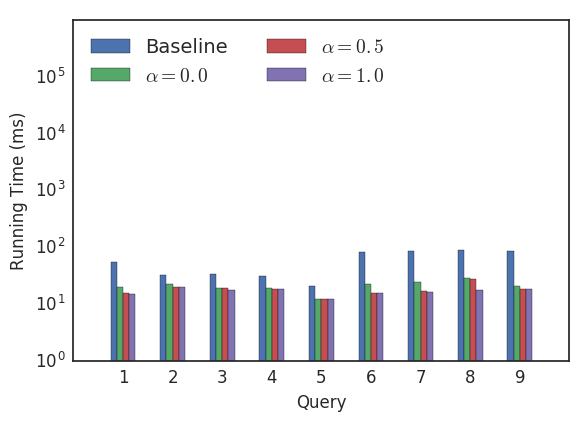 Baseline
α = 0.0
α = 0.5
α = 1.0
Running Time (ms)
10^5
10^4
10^3
10^2
10^1
10^0
1 2 3 4 5 6 7 8 9
Query